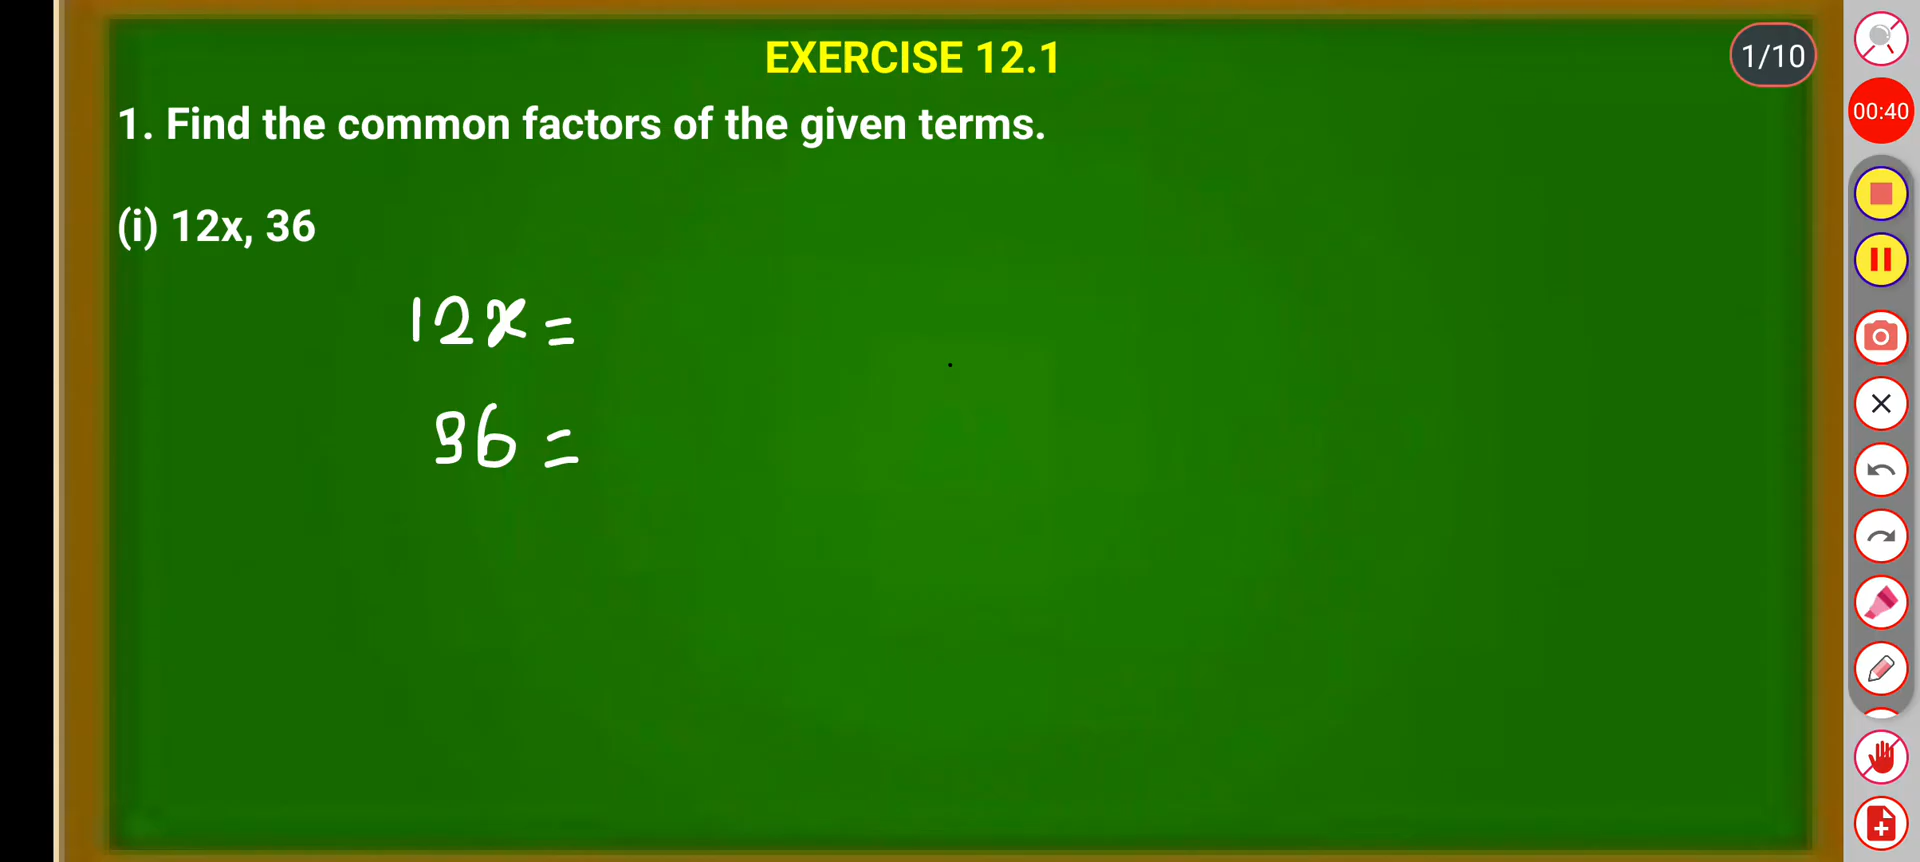 EXERCISE 12.1
1/10
00:40
1. Find the common factors of the given terms.
(i) 12x, 36
12x =
36 =